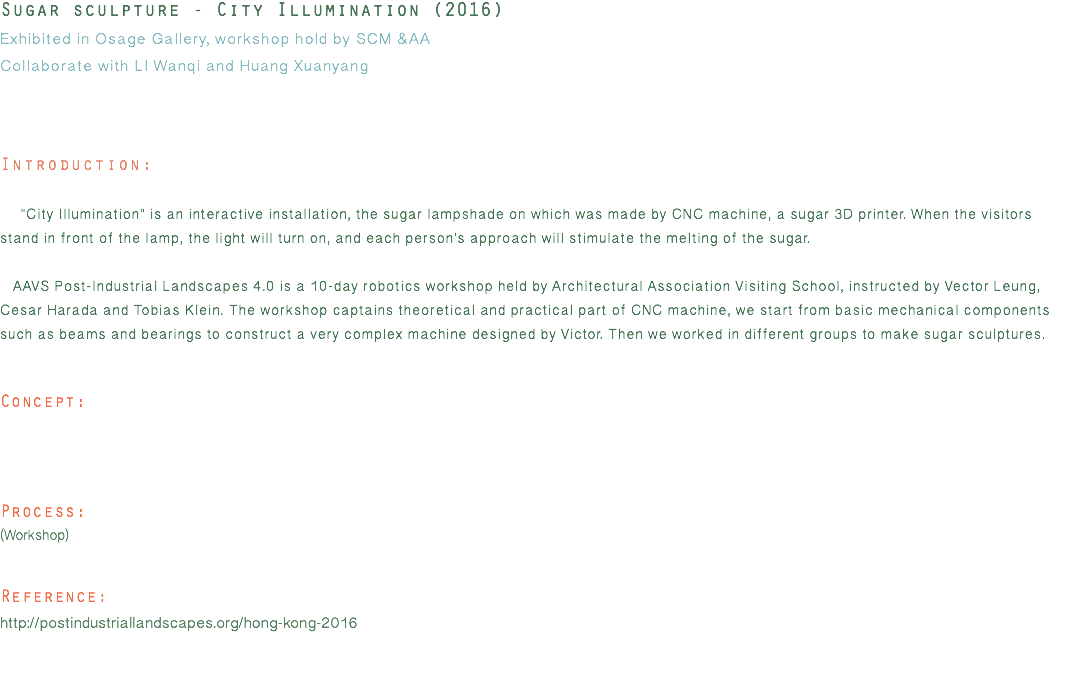 Sugar sculpture - City Illumination (2016)
Exhibited in Osage Gallery, workshop hold by SCM &AA
Collaborate with LI Wanqi and Huang Xuanyang
Introduction:
"City Illumination" is an interactive installation, the sugar lampshade on which was made by CNC machine, a sugar 3D printer. When the visitors
stand in front of the lamp, the light will turn on, and each person's approach will stimulate the melting of the sugar.
AAVS Post-Industrial Landscapes 4.0 is a 10-day robotics workshop held by Architectural Association Visiting School, instructed by Vector Leung,
Cesar Harada and Tobias Klein. The workshop captains theoretical and practical part of CNC machine, we start from basic mechanical components
such as beams and bearings to construct a very complex machine designed by Victor. Then we worked in different groups to make sugar sculptures.
Concept:
Process:
(Workshop)
Reference:
http://postindustriallandscapes.org/hong-kong-2016